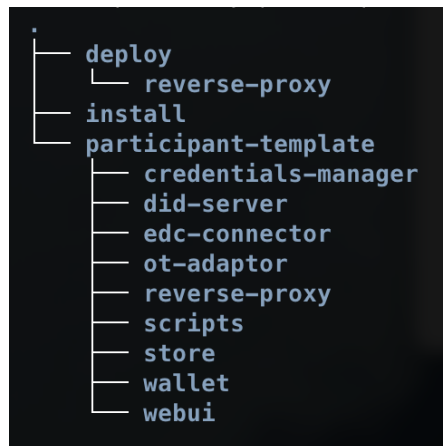 .
├── deploy
│   └── reverse-proxy
├── install
└── participant-template
    ├── credentials-manager
    ├── did-server
    ├── edc-connector
    ├── ot-adaptor
    ├── reverse-proxy
    ├── scripts
    ├── store
    ├── wallet
    └── webui